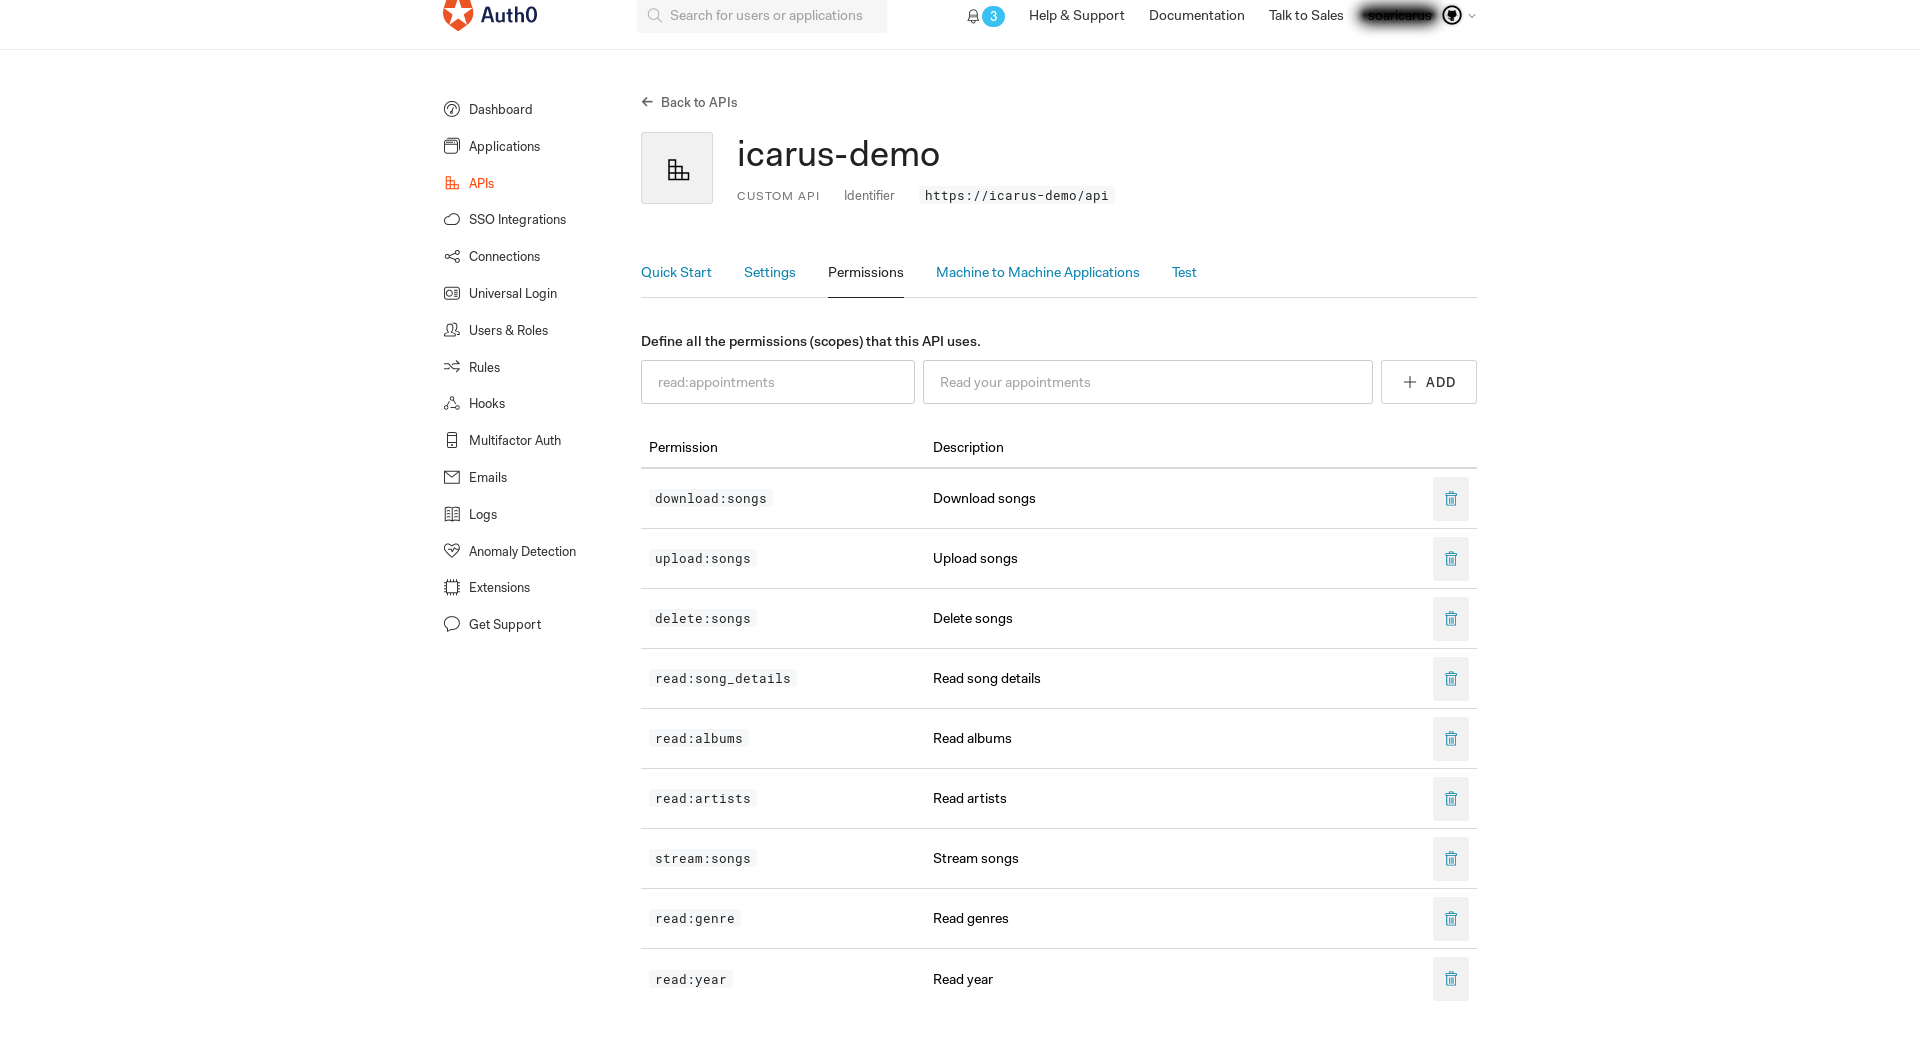 Auth0
Search for users or applications
3
Help & Support
Documentation
Talk to Sales
Dashboard
Applications
APIs
SSO Integrations
Connections
Universal Login
Users & Roles
Rules
Hooks
Multifactor Auth
Emails
Logs
Anomaly Detection
Extensions
Get Support
Back to APIs
icarus-demo
CUSTOM API Identifier https://icarus-demo/api
Quick Start Settings Permissions Machine to Machine Applications Test
Define all the permissions (scopes) that this API uses.
read:appointments Read your appointments ADD
Permission Description
download:songs Download songs
upload:songs Upload songs
delete:songs Delete songs
read:song_details Read song details
read:albums Read albums
read:artists Read artists
stream:songs Stream songs
read:genre Read genres
read:year Read year